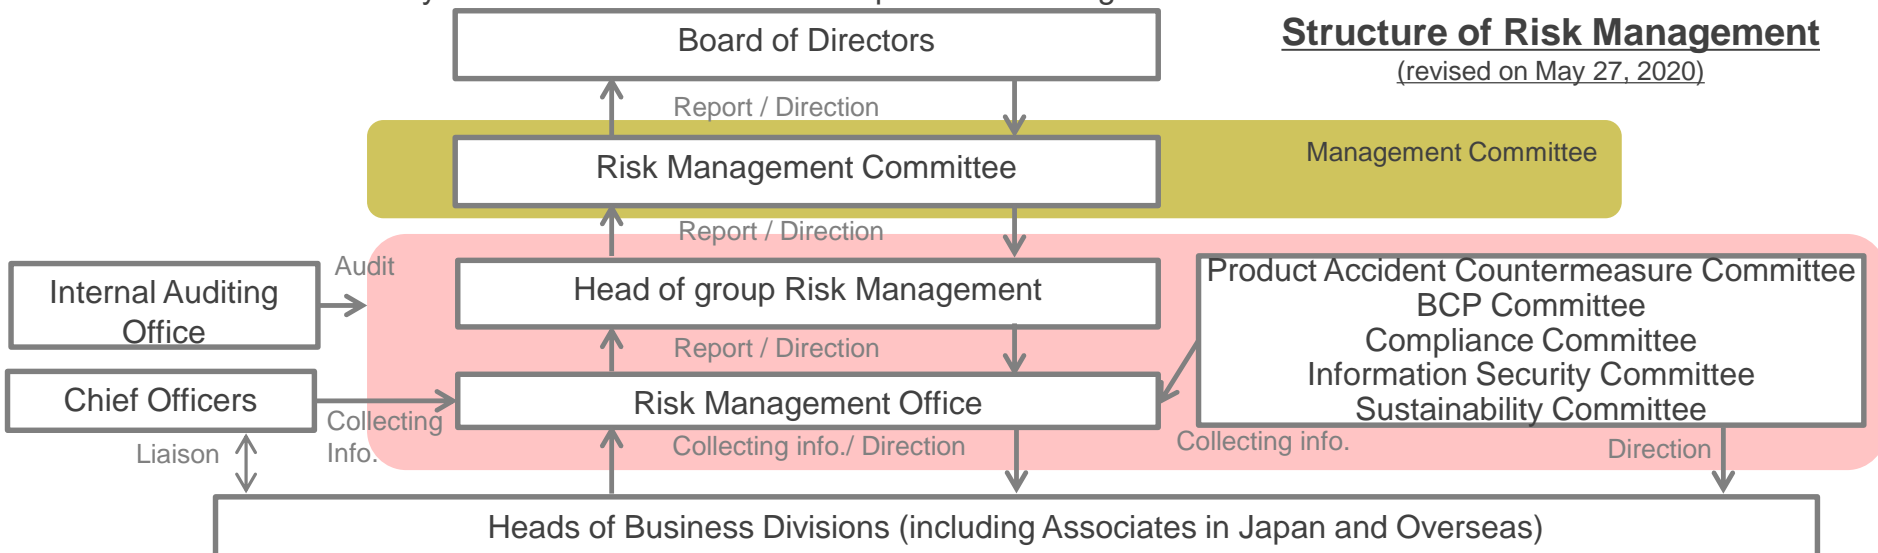 Board of Directors
Structure of Risk Management
(revised on May 27, 2020)
Report / Direction
Risk Management Committee
Management Committee
Report / Direction
Audit
Internal Auditing
Office
Head of group Risk Management
Product Accident Countermeasure Committee
BCP Committee
Compliance Committee
Information Security Committee
Sustainability Committee
Report / Direction
Chief Officers
Risk Management Office
Collecting
Info.
Liaison
Collecting info./ Direction
Collecting info.
Direction
Heads of Business Divisions (including Associates in Japan and Overseas)